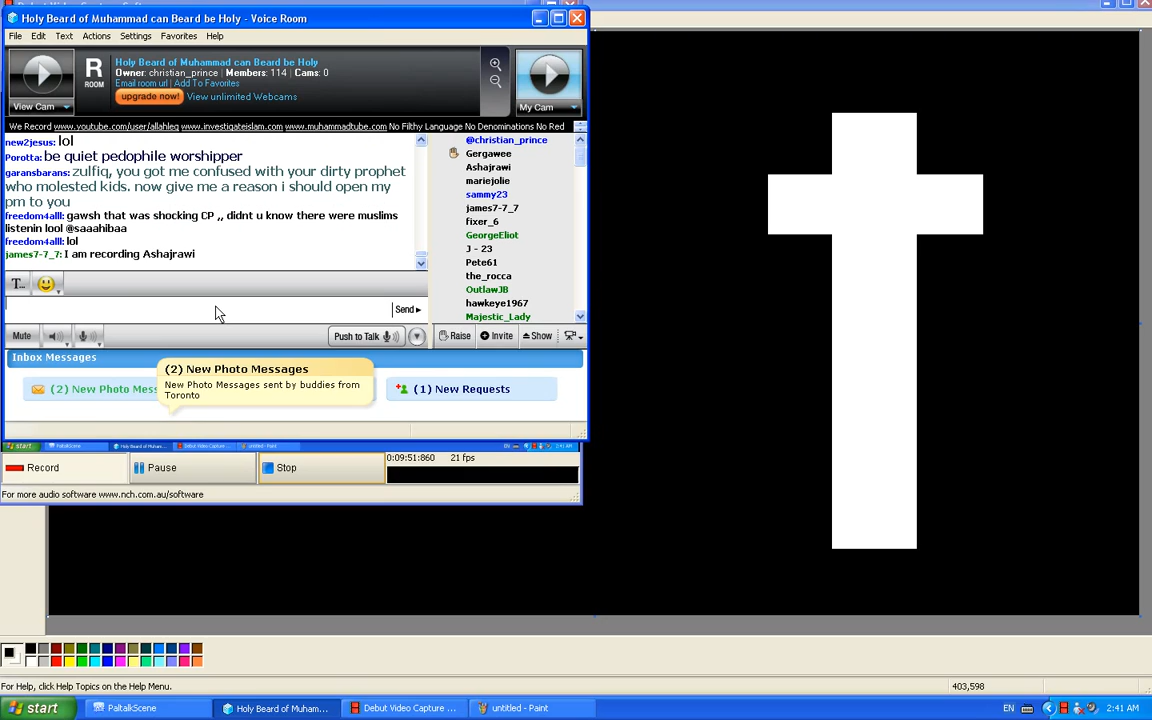 Holy Beard of Muhammad can Beard be Holy - Voice Room
File Edit Text Actions Settings Favorites Help
Holy Beard of Muhammad can Beard be Holy
Owner: christian_prince | Members: 114 | Cams: 0
Email room url | Add To Favorites
upgrade now! View unlimited Webcams
R
ROOM
View Cam
My Cam
We Record www.youtube.com/user/allahleg www.investigateislam.com www.muhammadtube.com No Filthy Language No Denominations No Red
new2jesus: lol
Porotta: be quiet pedophile worshipper
garansbarans: zulfiq, you got me confused with your dirty prophet
who molested kids. now give me a reason i should open my
pm to you
freedom4alll: gawsh that was shocking CP ,, didnt u know there were muslims
listenin lool @saaahibaa
freedom4alll: lol
james7-7_7: I am recording Ashajrawi
@christian_prince
Gergawee
Ashajrawi
mariejolie
sammy23
james7-7_7
fixer_6
GeorgeEliot
J - 23
Pete61
the_rocca
OutlawJB
hawkeye1967
Majestic_Lady
T...
Send
Mute
Push to Talk
Raise Invite Show
Inbox Messages
(2) New Photo Mess
(2) New Photo Messages
New Photo Messages sent by buddies from
Toronto
(1) New Requests
start
Record Pause Stop
0:09:51:860 21 fps
For more audio software www.nch.com.au/software
For Help, click Help Topics on the Help Menu.
403,598
start PaltalkScene Holy Beard of Muham... Debut Video Capture ... untitled - Paint EN 2:41 AM